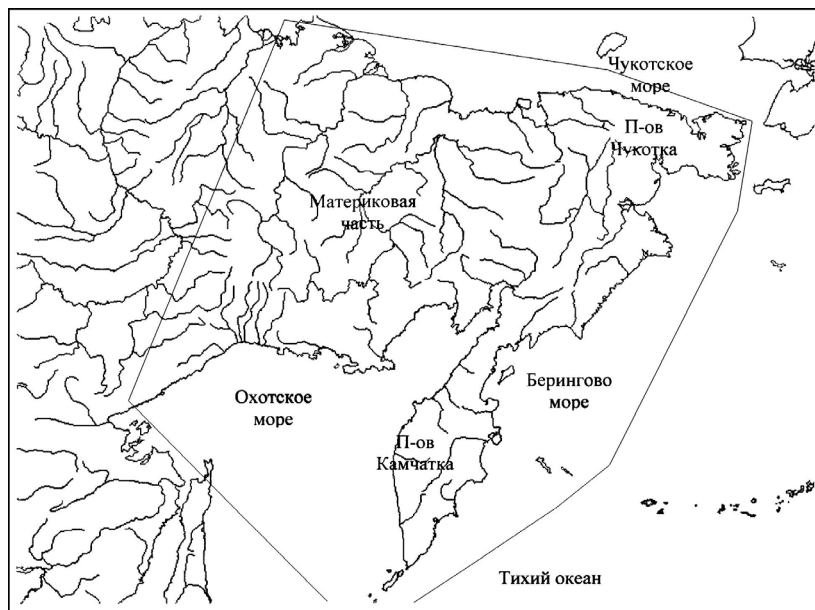 Чукотское
море
П-ов
Чукотка
Материковая
часть
Берингово
море
Охотское
море
П-ов
Камчатка
Тихий океан